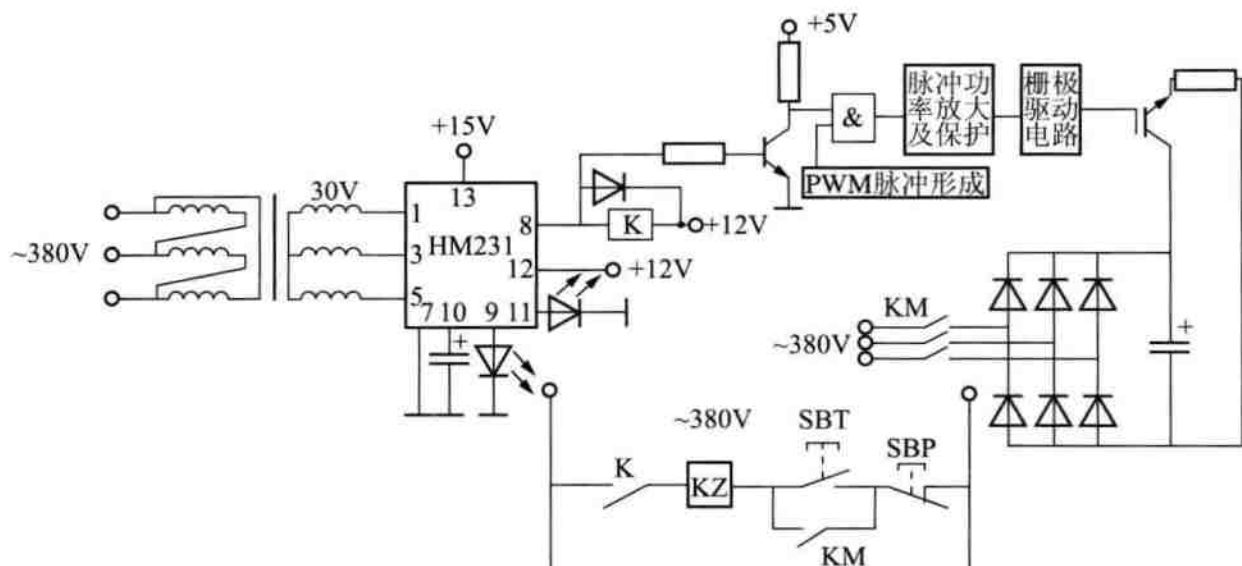 +5V
脉冲功
率放大
及保护
栅极
驱动
电路
&
+15V
PWM脉冲形成
30V
13
1
8
K
+12V
~380V
3
HM231
12
+12V
5
7
10
9
11
+
KM
~380V
+
~380V
SBT
SBP
K
KZ
KM